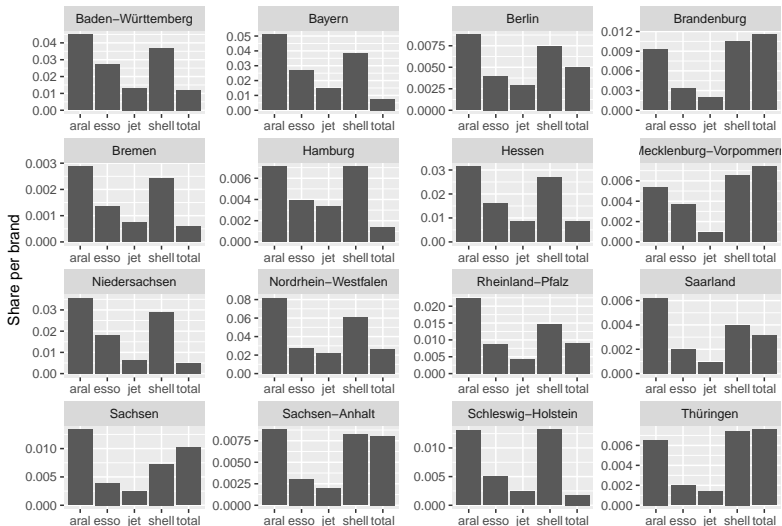 Share per brand
Baden−Württemberg
0.04
0.03
0.02
0.01
0.00
aral esso jet shell total
Bayern
0.05
0.04
0.03
0.02
0.01
0.00
aral esso jet shell total
Berlin
0.0075
0.0050
0.0025
0.0000
aral esso jet shell total
Brandenburg
0.012
0.009
0.006
0.003
0.000
aral esso jet shell total
Bremen
0.003
0.002
0.001
0.000
aral esso jet shell total
Hamburg
0.006
0.004
0.002
0.000
aral esso jet shell total
Hessen
0.03
0.02
0.01
0.00
aral esso jet shell total
Mecklenburg−Vorpommern
0.006
0.004
0.002
0.000
aral esso jet shell total
Niedersachsen
0.03
0.02
0.01
0.00
aral esso jet shell total
Nordrhein−Westfalen
0.08
0.06
0.04
0.02
0.00
aral esso jet shell total
Rheinland−Pfalz
0.020
0.015
0.010
0.005
0.000
aral esso jet shell total
Saarland
0.006
0.004
0.002
0.000
aral esso jet shell total
Sachsen
0.010
0.005
0.000
aral esso jet shell total
Sachsen−Anhalt
0.0075
0.0050
0.0025
0.0000
aral esso jet shell total
Schleswig−Holstein
0.010
0.005
0.000
aral esso jet shell total
Thüringen
0.006
0.004
0.002
0.000
aral esso jet shell total